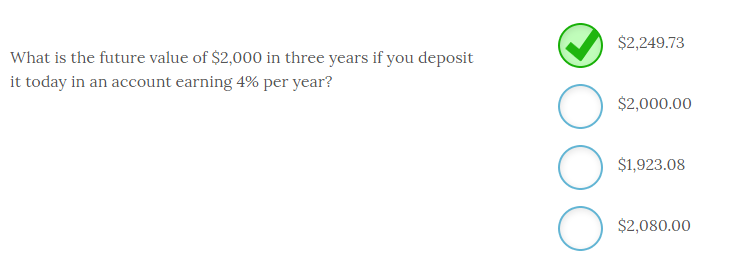 What is the future value of $2,000 in three years if you deposit
it today in an account earning 4% per year?
$2,249.73
$2,000.00
$1,923.08
$2,080.00